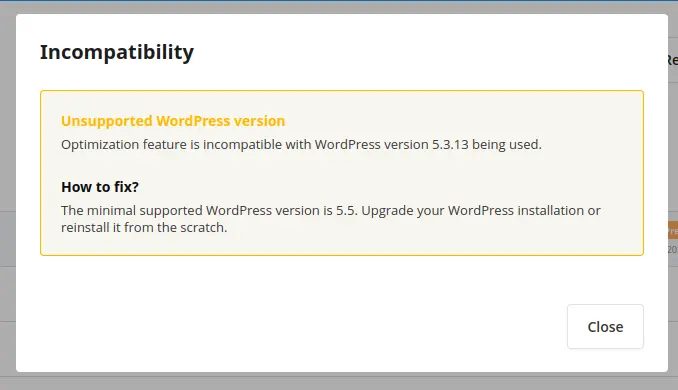 Incompatibility
Unsupported WordPress version
Optimization feature is incompatible with WordPress version 5.3.13 being used.
How to fix?
The minimal supported WordPress version is 5.5. Upgrade your WordPress installation or
reinstall it from the scratch.
Close